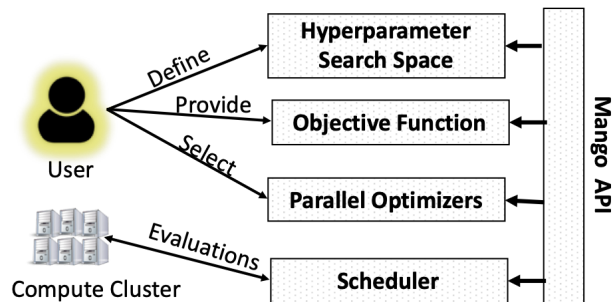 Hyperparameter
Search Space
Define
Provide
Objective Function
User
Select
Parallel Optimizers
Mango API
Evaluations
Compute Cluster
Scheduler